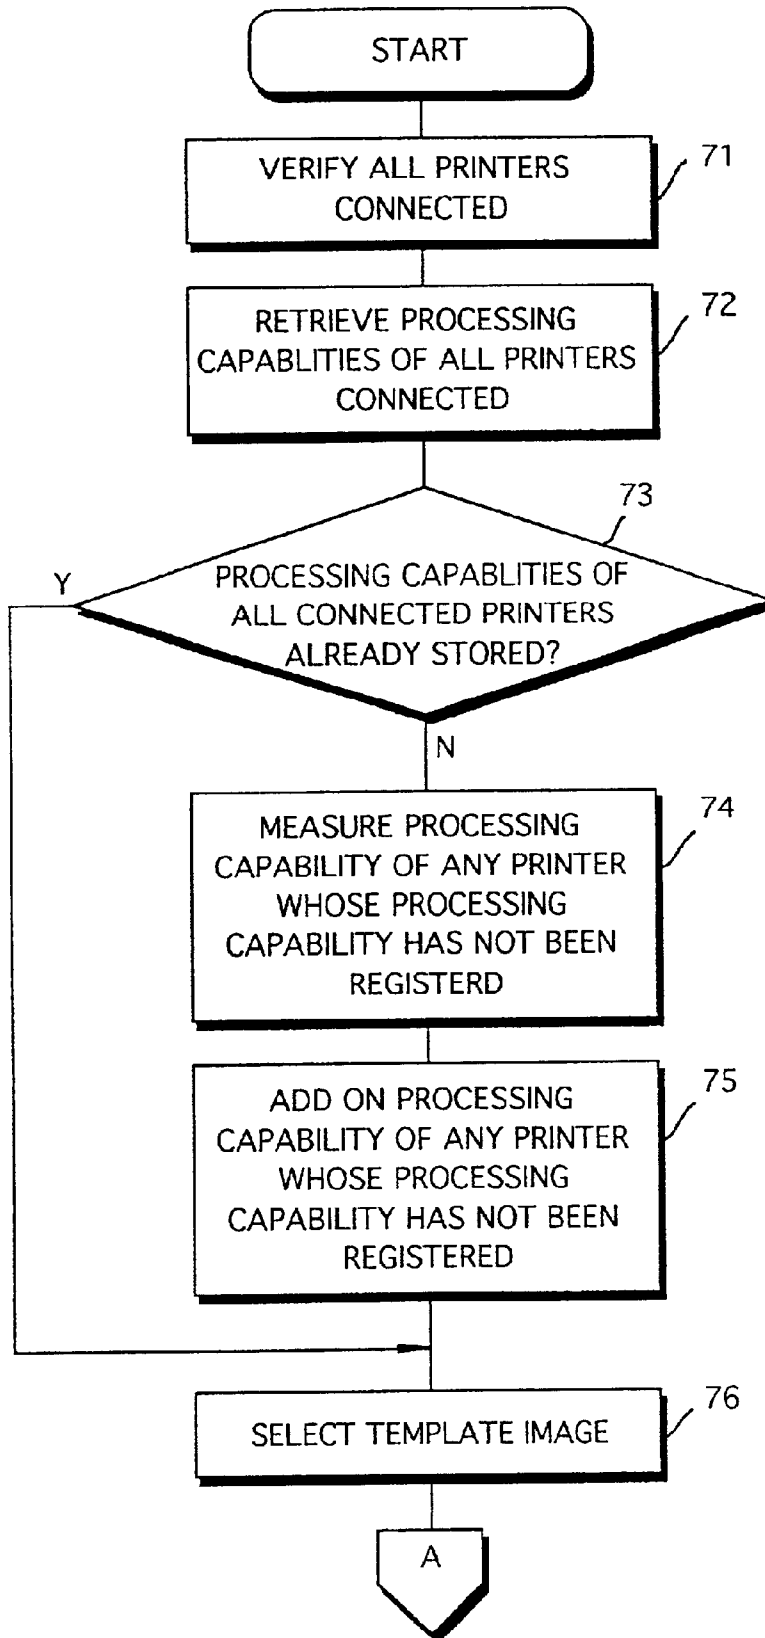 START
VERIFY ALL PRINTERS
CONNECTED
71
RETRIEVE PROCESSING
CAPABLITIES OF ALL PRINTERS
CONNECTED
72
73
Y
PROCESSING CAPABLITIES OF
ALL CONNECTED PRINTERS
ALREADY STORED?
N
MEASURE PROCESSING
CAPABILITY OF ANY PRINTER
WHOSE PROCESSING
CAPABILITY HAS NOT BEEN
REGISTERD
74
ADD ON PROCESSING
CAPABILITY OF ANY PRINTER
WHOSE PROCESSING
CAPABILITY HAS NOT BEEN
REGISTERED
75
SELECT TEMPLATE IMAGE
76
A